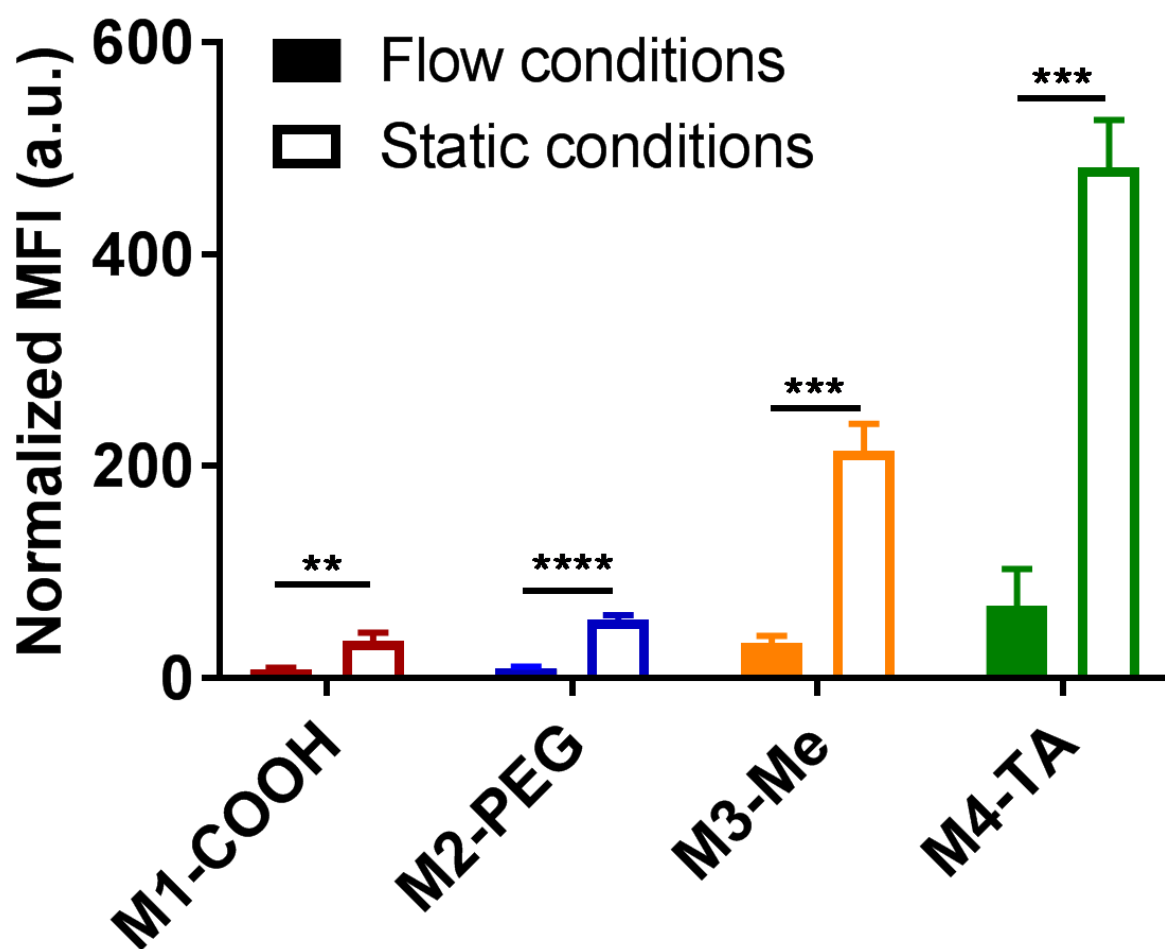 Normalized MFI (a.u.)
600
400
200
0
Flow conditions
Static conditions
**
****
***
***
M1-COOH
M2-PEG
M3-Me
M4-TA